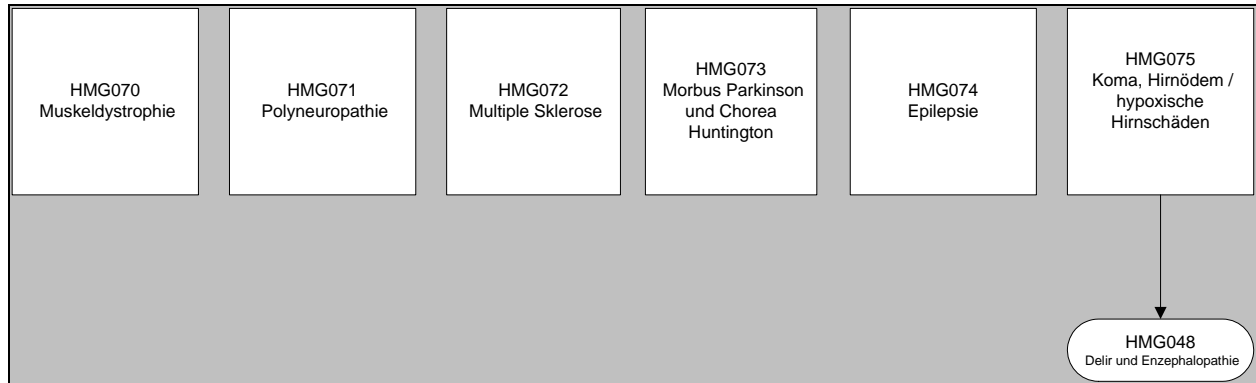 HMG070
Muskeldystrophie
HMG071
Polyneuropathie
HMG072
Multiple Sklerose
HMG073
Morbus Parkinson
und Chorea
Huntington
HMG074
Epilepsie
HMG075
Koma, Hirnödem /
hypoxische
Hirnschäden
HMG048
Delir und Enzephalopathie